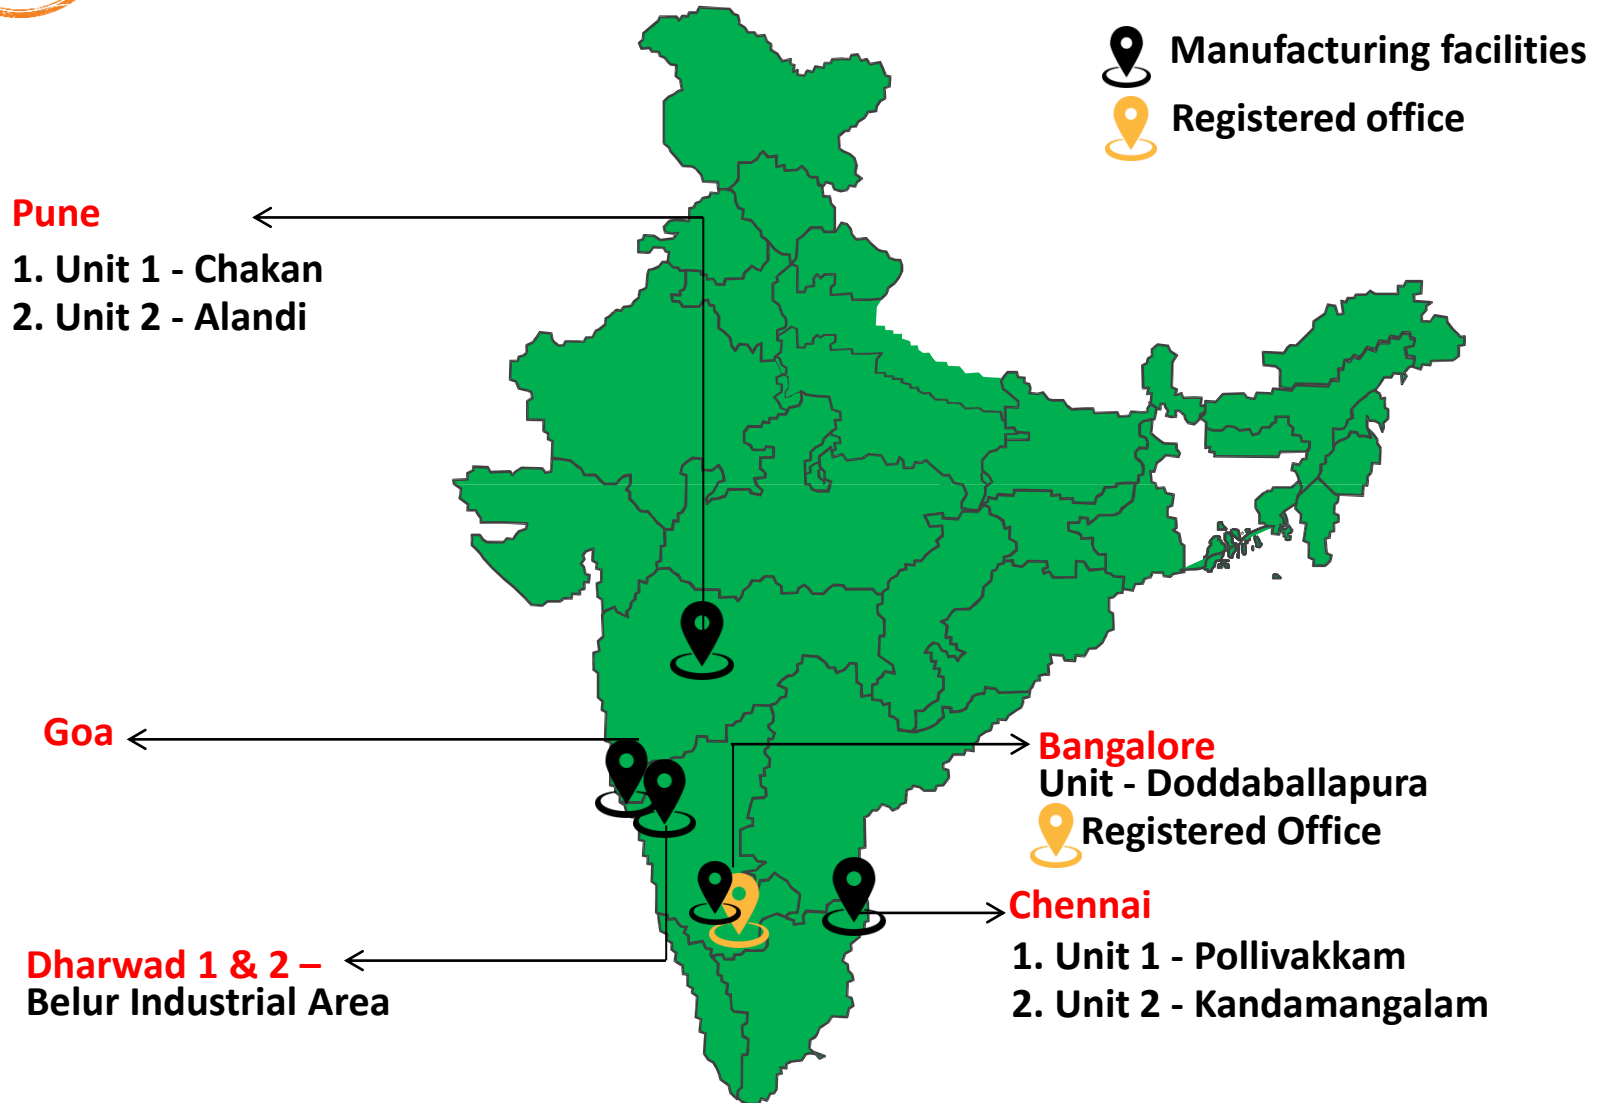 Manufacturing facilities
Registered office
Pune
1. Unit 1 - Chakan
2. Unit 2 - Alandi
Goa
Bangalore
Unit - Doddaballapura
Registered Office
Chennai
1. Unit 1 - Pollivakkam
2. Unit 2 - Kandamangalam
Dharwad 1 & 2 –
Belur Industrial Area